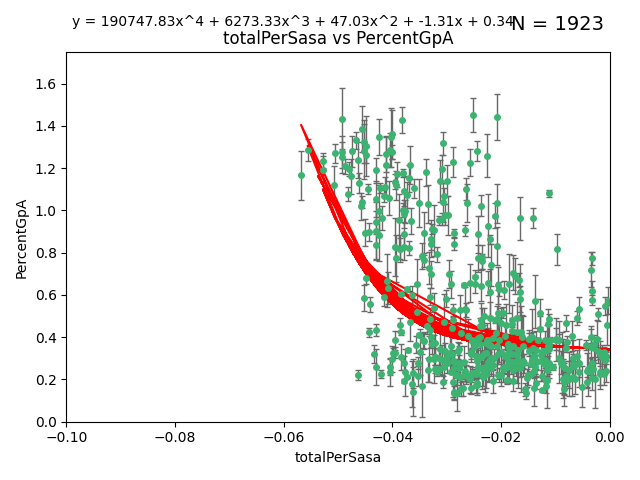 y = 190747.83x^4 + 6273.33x^3 + 47.03x^2 + -1.31x + 0.34
N = 1923
totalPerSasa vs PercentGpA
PercentGpA
1.6
1.4
1.2
1.0
0.8
0.6
0.4
0.2
0.0
−0.10 −0.08 −0.06 −0.04 −0.02 0.00
totalPerSasa